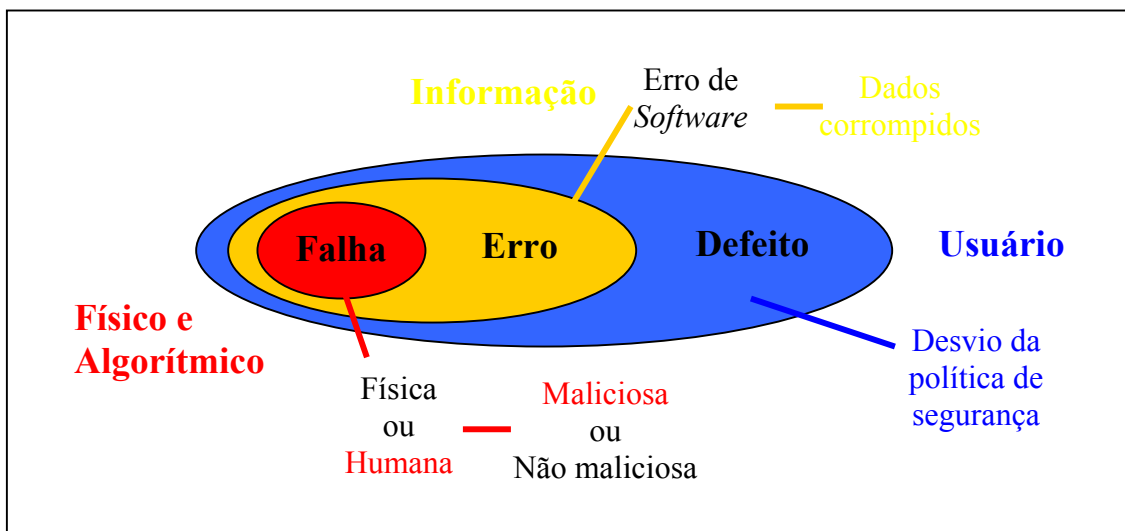 Informação
Erro de
Software
Dados
corrompidos
Falha
Erro
Defeito
Usuário
Físico e
Algorítmico
Física
ou
Humana
Maliciosa
ou
Não maliciosa
Desvio da
política de
segurança